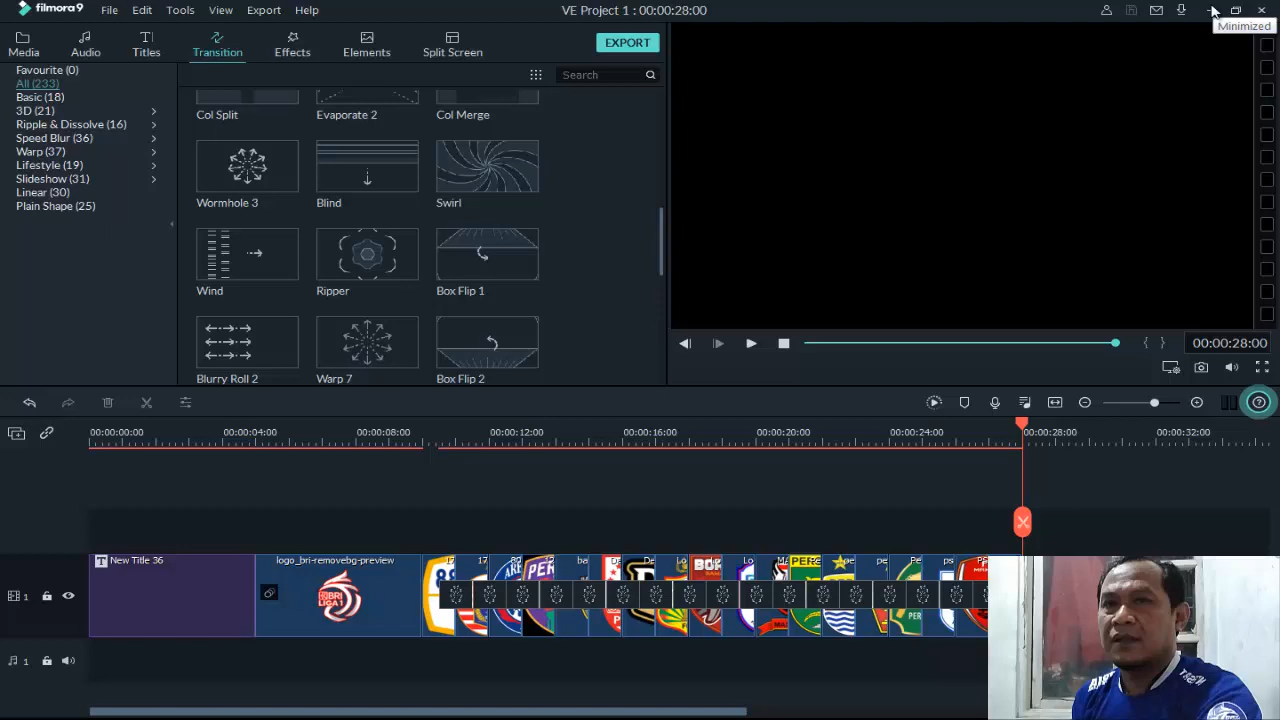 filmora9 File Edit Tools View Export Help VE Project 1 : 00:00:28:00
Minimized
Media Audio Titles Transition Effects Elements Split Screen EXPORT
Favourite (0)
All (233)
Basic (18)
3D (21)
Ripple & Dissolve (16)
Speed Blur (36)
Warp (37)
Lifestyle (19)
Slideshow (31)
Linear (30)
Plain Shape (25)
Search
Col Split Evaporate 2 Col Merge
Wormhole 3 Blind Swirl
Wind Ripper Box Flip 1
Blurry Roll 2 Warp 7 Box Flip 2
00:00:28:00
00:00:00:00 00:00:04:00 00:00:08:00 00:00:12:00 00:00:16:00 00:00:20:00 00:00:24:00 00:00:28:00 00:00:32:00
New Title 36 logo_bri-removebg-preview
BRI
LIGA 1
1
1